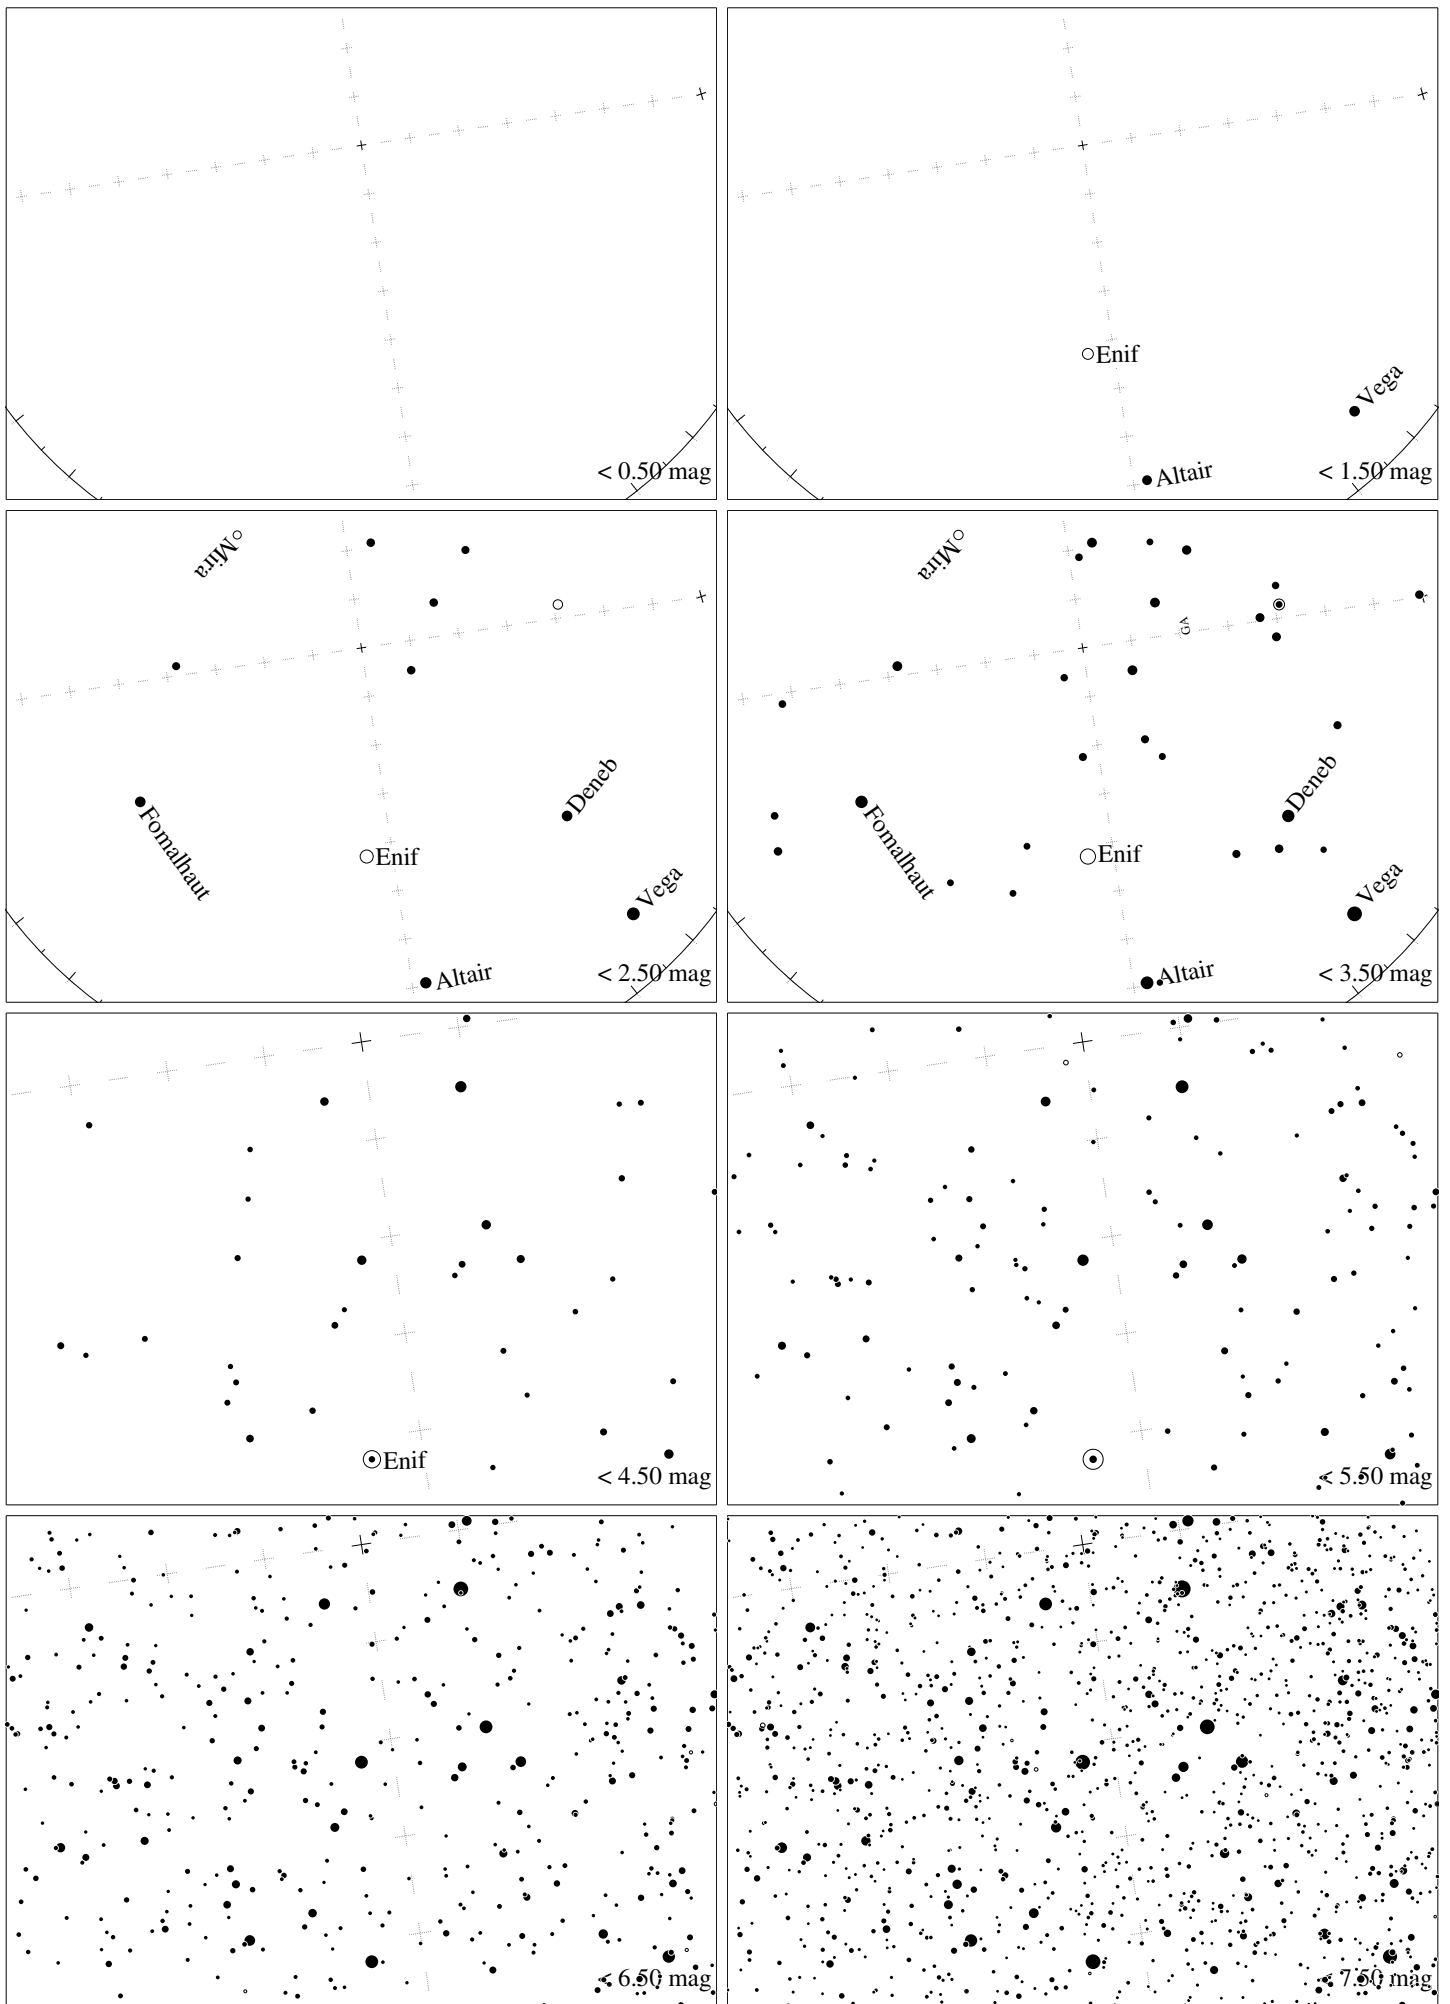 < 0.50 mag
Enif
Vega
Altair
< 1.50 mag
Mira
Deneb
Fomalhaut
Enif
Vega
Altair
< 2.50 mag
Mira
GA
Deneb
Fomalhaut
Enif
Vega
Altair
< 3.50 mag
Enif
< 4.50 mag
< 5.50 mag
< 6.50 mag
< 7.50 mag